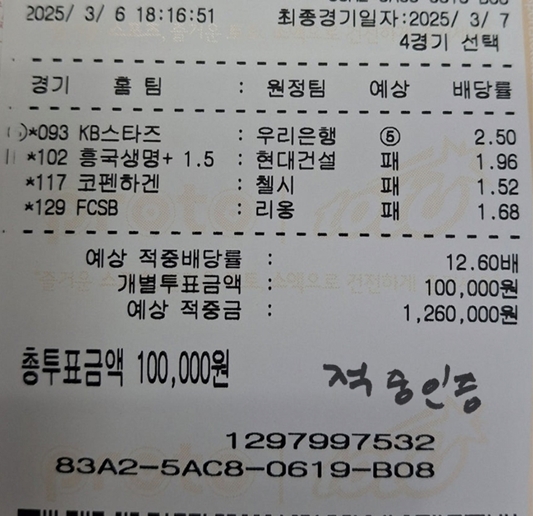 2025/ 3/ 6 18:16:51 최종경기일자:2025/ 3/ 7
4경기 선택
경기 홈 팀 : 원정팀 예상 배당률
*093 KB스타즈 : 우리은행 ⑤ 2.50
*102 흥국생명+ 1.5 : 현대건설 패 1.96
*117 코펜하겐 : 첼시 패 1.52
*129 FCSB : 리옹 패 1.68
예상 적중배당률 : 12.60배
개별투표금액 : 100,000원
예상 적중금 : 1,260,000원
총투표금액 100,000원
적중인증
1297997532
83A2-5AC8-0619-B08